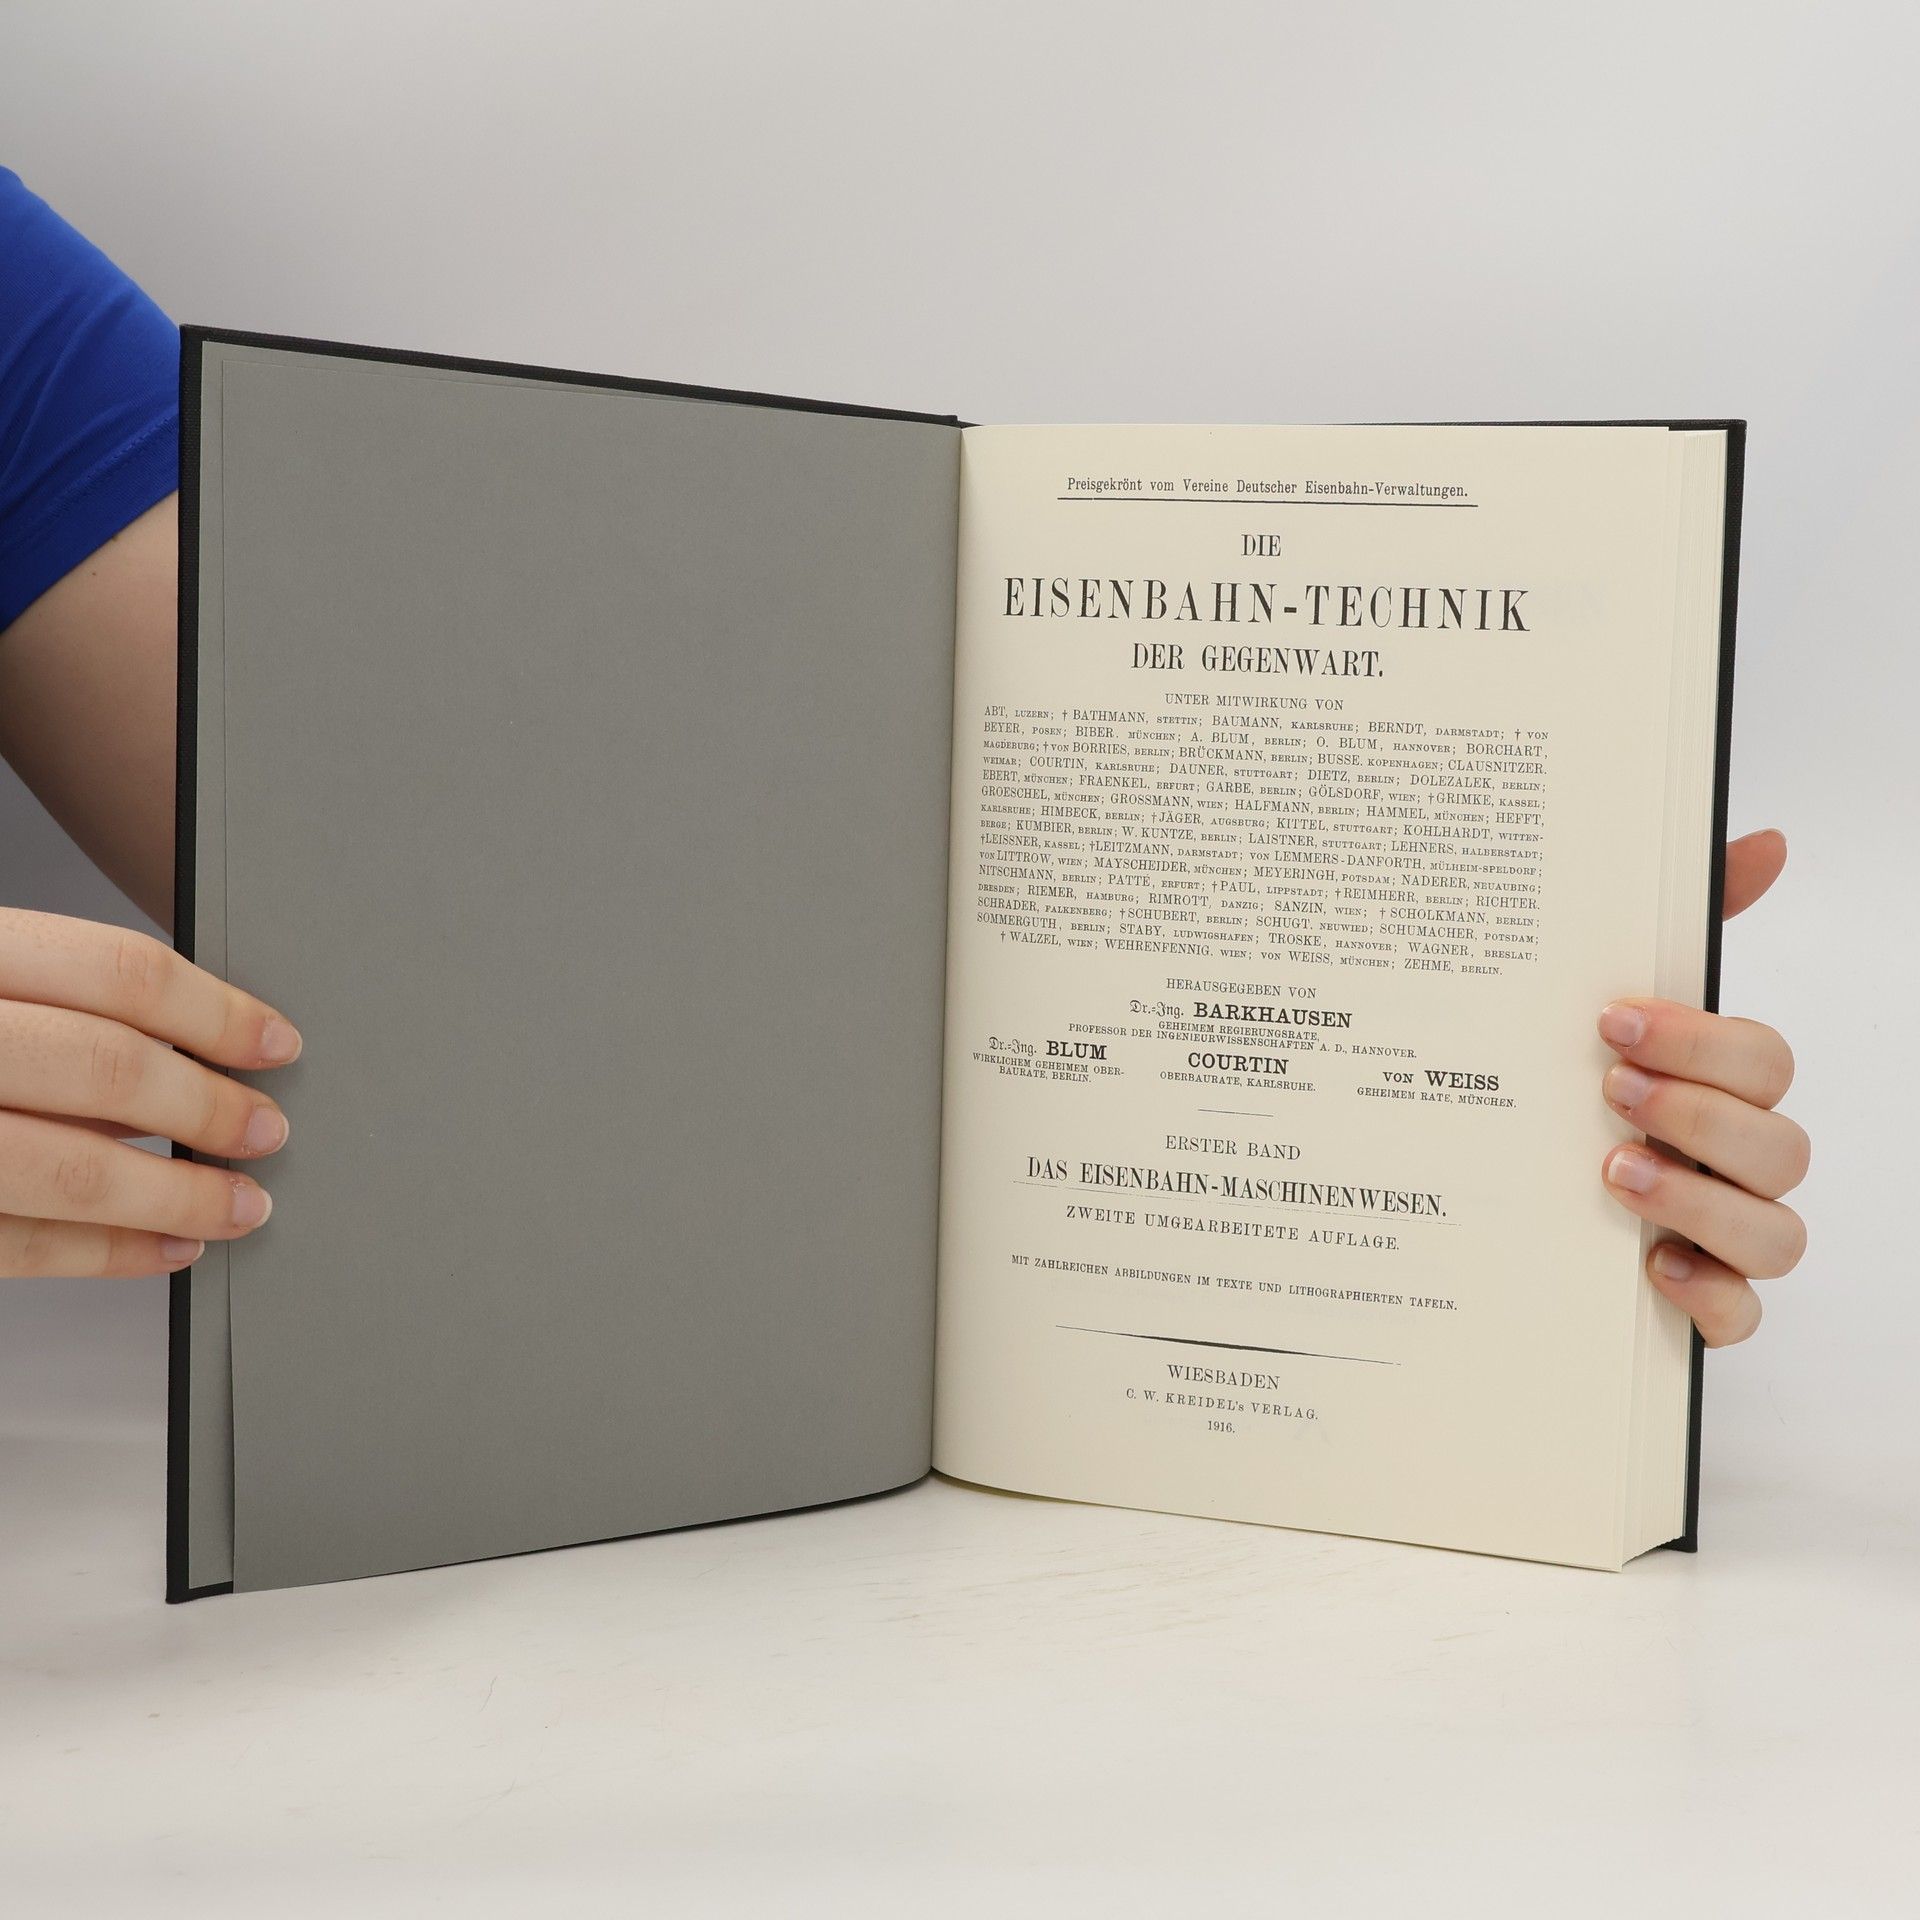 Preisgekrönt vom Vereine Deutscher Eisenbahn-Verwaltungen.
DIE
EISENBAHN-TECHNIK
DER GEGENWART.
UNTER MITWIRKUNG VON
ABT, LUZERN; † BATHMANN, STETTIN; BAUMANN, KARLSRUHE; BERNDT, DARMSTADT; † VON
BEYER, POSEN; BIBER. MÜNCHEN; A. BLUM, BERLIN; O. BLUM, HANNOVER; BORCHART,
MAGDEBURG; † VON BORRIES, BERLIN; BRÜCKMANN, BERLIN; BUSSE. KOPENHAGEN; CLAUSNITZER.
WEIMAR; COURTIN, KARLSRUHE; DAUNER, STUTTGART; DIETZ, BERLIN; DOLEZALEK, BERLIN;
EBERT, MÜNCHEN; FRAENKEL, ERFURT; GARBE, BERLIN; GÖLSDORF, WIEN; † GRIMKE, KASSEL;
GROESCHEL, MÜNCHEN; GROSSMANN, WIEN; HALFMANN, BERLIN; HAMMEL, MÜNCHEN; HEFFT,
KARLSRUHE; HIMBECK, BERLIN; † JÄGER, AUGSBURG; KITTEL, STUTTGART; KOHLHARDT, WITTEN-
BERGE; KUMBIER, BERLIN; W. KUNTZE, BERLIN; LAISTNER, STUTTGART; LEHNERS, HALBERSTADT;
†LEISSNER, KASSEL; †LEITZMANN, DARMSTADT; VON LEMMERS-DANFORTH, MÜLHEIM-SPELDORF;
VON LITTROW, WIEN; MAYSCHEIDER, MÜNCHEN; MEYERINGH, POTSDAM; NADERER, NEUAUBING;
NITSCHMANN, BERLIN; PATTÉ, ERFURT; † PAUL, LIPPSTADT; † REIMHERR, BERLIN; RICHTER.
DRESDEN; RIEMER, HAMBURG; RIMROTT, DANZIG; SANZIN, WIEN; † SCHOLKMANN, BERLIN;
SCHRADER, FALKENBERG; † SCHUBERT, BERLIN; SCHUGT. NEUWIED; SCHUMACHER, POTSDAM;
SOMMERGUTH, BERLIN; STABY, LUDWIGSHAFEN; TROSKE, HANNOVER; WAGNER, BRESLAU;
† WALZEL, WIEN; WEHRENFENNIG. WIEN; VON WEISS, MÜNCHEN; ZEHME, BERLIN.
HERAUSGEGEBEN VON
Dr.=Ing. BARKHAUSEN
GEHEIMEM REGIERUNGSRATE,
PROFESSOR DER INGENIEURWISSENSCHAFTEN A. D., HANNOVER.
Dr.=Ing. BLUM
WIRKLICHEM GEHEIMEM OBER-
BAURATE, BERLIN.
COURTIN
OBERBAURATE, KARLSRUHE.
VON WEISS
GEHEIMEM RATE, MÜNCHEN.
ERSTER BAND
DAS EISENBAHN-MASCHINENWESEN.
ZWEITE UMGEARBEITETE AUFLAGE.
MIT ZAHLREICHEN ABBILDUNGEN IM TEXTE UND LITHOGRAPHIERTEN TAFELN.
WIESBADEN
C. W. KREIDEL's VERLAG.
1916.